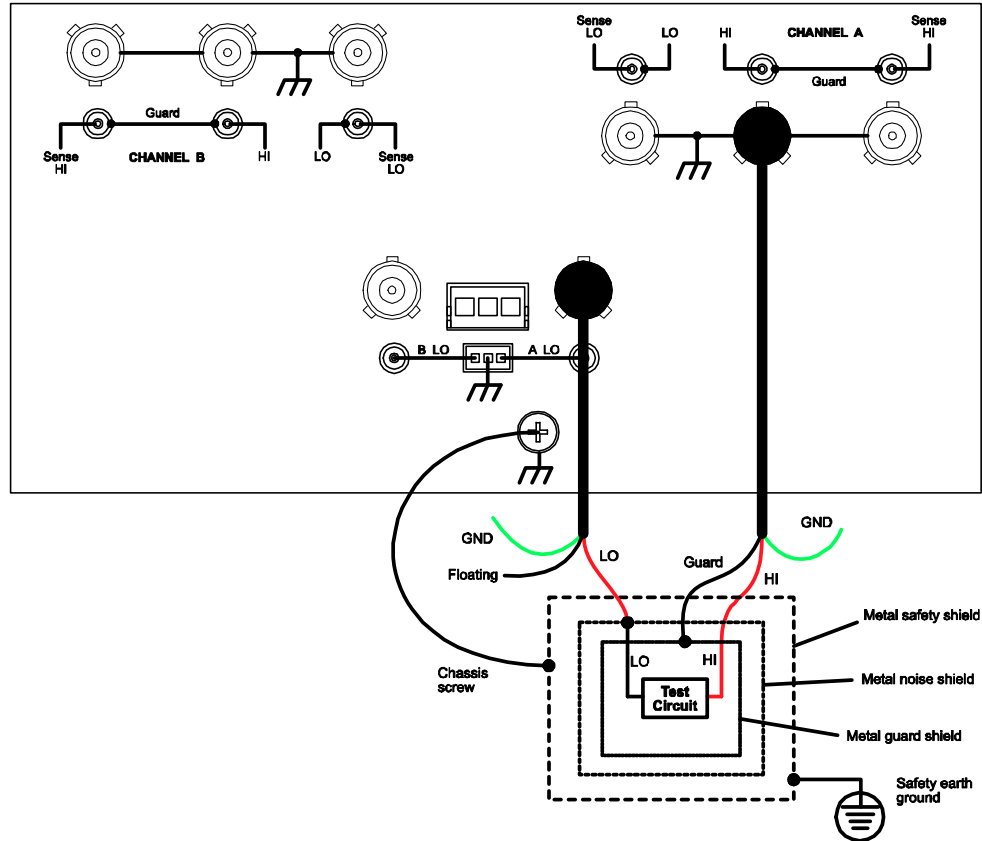 Sense
LO
LO
HI
CHANNEL A
Sense
HI
Guard
Guard
Sense
HI
CHANNEL B
HI
LO
Sense
LO
B LO
A LO
GND
Floating
LO
Guard
HI
GND
Metal safety shield
LO
HI
Test
Circuit
Chassis
screw
Metal noise shield
Metal guard shield
Safety earth
ground